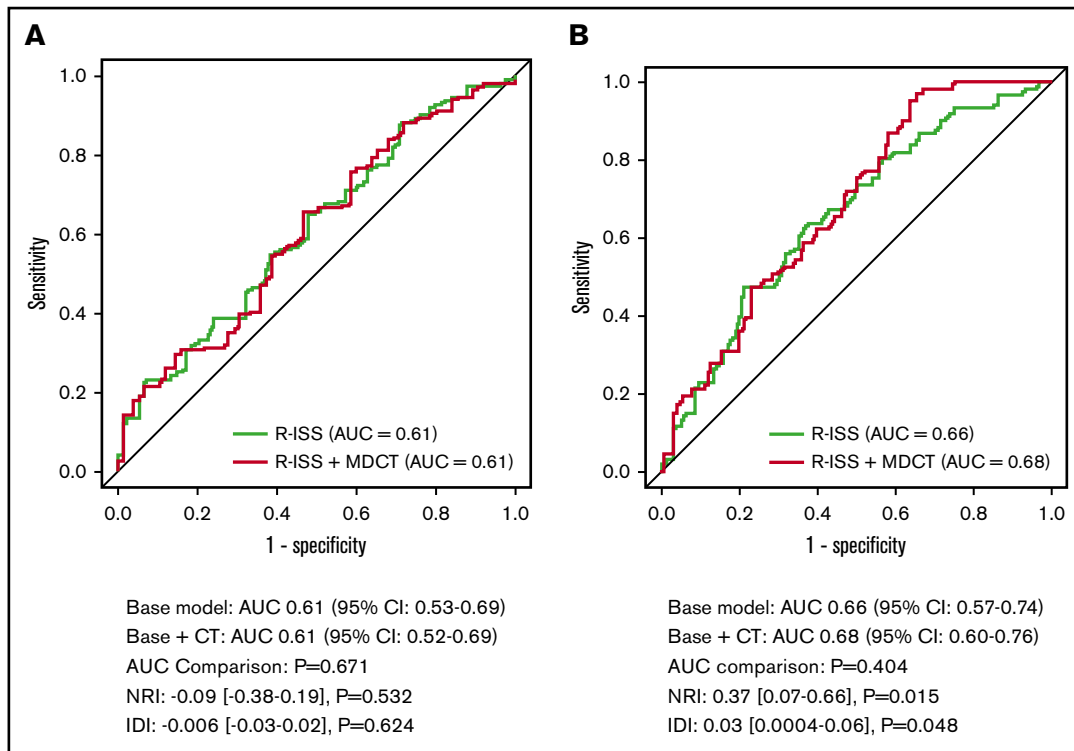 A
Sensitivity
1.0
0.8
0.6
0.4
0.2
0.0
R-ISS (AUC = 0.61)
R-ISS + MDCT (AUC = 0.61)
0.0 0.2 0.4 0.6 0.8 1.0
1 - specificity
Base model: AUC 0.61 (95% CI: 0.53-0.69)
Base + CT: AUC 0.61 (95% CI: 0.52-0.69)
AUC Comparison: P=0.671
NRI: -0.09 [-0.38-0.19], P=0.532
IDI: -0.006 [-0.03-0.02], P=0.624
B
Sensitivity
1.0
0.8
0.6
0.4
0.2
0.0
R-ISS (AUC = 0.66)
R-ISS + MDCT (AUC = 0.68)
0.0 0.2 0.4 0.6 0.8 1.0
1 - specificity
Base model: AUC 0.66 (95% CI: 0.57-0.74)
Base + CT: AUC 0.68 (95% CI: 0.60-0.76)
AUC comparison: P=0.404
NRI: 0.37 [0.07-0.66], P=0.015
IDI: 0.03 [0.0004-0.06], P=0.048